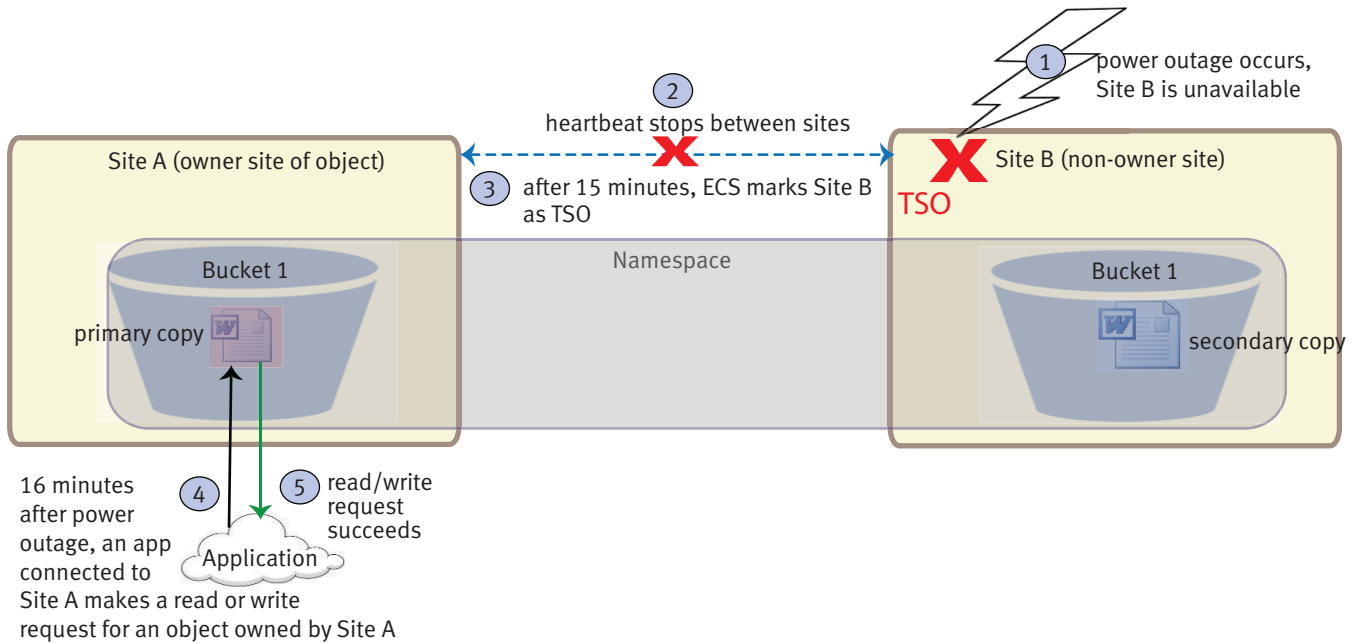 1
power outage occurs,
Site B is unavailable
2
heartbeat stops between sites
Site A (owner site of object)
Site B (non-owner site)
3
after 15 minutes, ECS marks Site B
as TSO
TSO
Namespace
Bucket 1
Bucket 1
primary copy
W
W
secondary copy
16 minutes
after power
outage, an app
connected to
Site A makes a read or write
request for an object owned by Site A
4
5
read/write
request
succeeds
Application